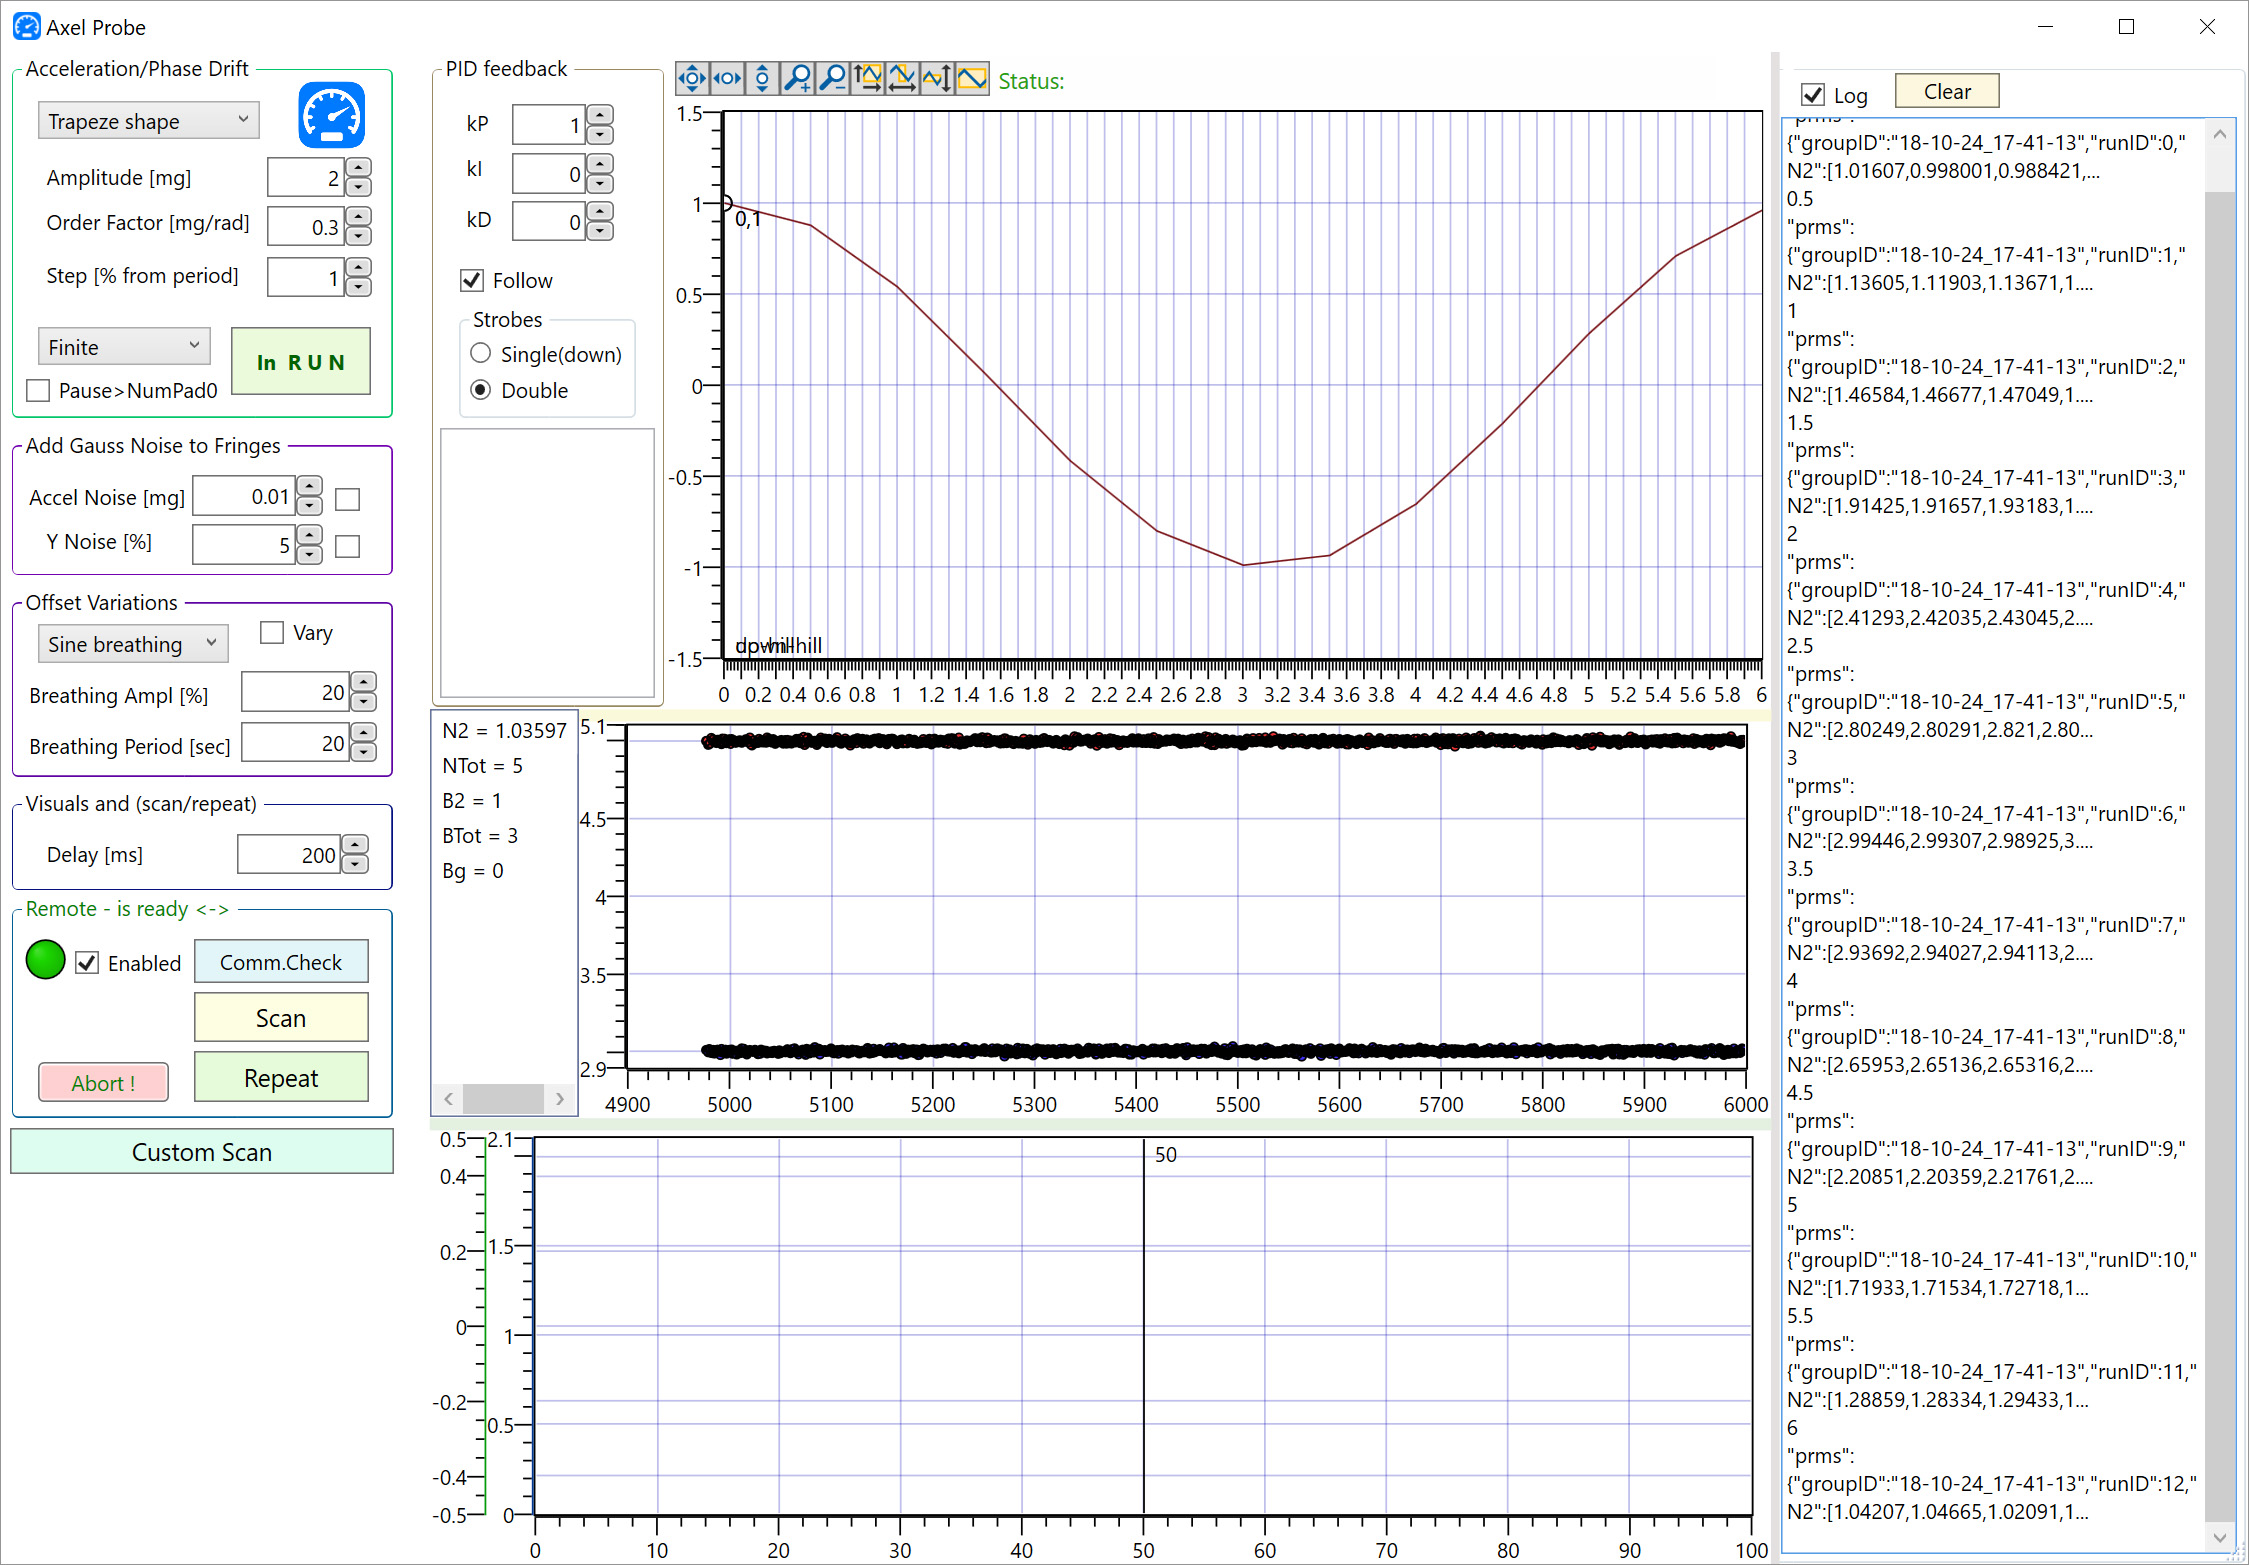 Axel Probe
Acceleration/Phase Drift
Trapeze shape
Amplitude [mg]
2
Order Factor [mg/rad]
0.3
Step [% from period]
1
Finite
In R U N
Pause>NumPad0
Add Gauss Noise to Fringes
Accel Noise [mg]
0.01
Y Noise [%]
5
Offset Variations
Sine breathing
Vary
Breathing Ampl [%]
20
Breathing Period [sec]
20
Visuals and (scan/repeat)
Delay [ms]
200
Remote - is ready <->
Enabled
Comm.Check
Scan
Abort !
Repeat
Custom Scan
PID feedback
kP
1
kI
0
kD
0
Follow
Strobes
Single(down)
Double
Status:
1.5
1
0.5
0
-0.5
-1
-1.5
0,1
0 0.2 0.4 0.6 0.8 1 1.2 1.4 1.6 1.8 2 2.2 2.4 2.6 2.8 3 3.2 3.4 3.6 3.8 4 4.2 4.4 4.6 4.8 5 5.2 5.4 5.6 5.8 6
N2 = 1.03597
NTot = 5
B2 = 1
BTot = 3
Bg = 0
5.1
4.5
4
3.5
2.9
4900 5000 5100 5200 5300 5400 5500 5600 5700 5800 5900 6000
0.5
0.4
0.2
0
-0.2
-0.4
-0.5
2.1
1.5
1
0.5
0
50
0 10 20 30 40 50 60 70 80 90 100
Log
Clear
"prms":
{"groupID":"18-10-24_17-41-13","runID":0,"
N2":[1.01607,0.998001,0.988421,...
0.5
"prms":
{"groupID":"18-10-24_17-41-13","runID":1,"
N2":[1.13605,1.11903,1.13671,1....
1
"prms":
{"groupID":"18-10-24_17-41-13","runID":2,"
N2":[1.46584,1.46677,1.47049,1....
1.5
"prms":
{"groupID":"18-10-24_17-41-13","runID":3,"
N2":[1.91425,1.91657,1.93183,1....
2
"prms":
{"groupID":"18-10-24_17-41-13","runID":4,"
N2":[2.41293,2.42035,2.43045,2....
2.5
"prms":
{"groupID":"18-10-24_17-41-13","runID":5,"
N2":[2.80249,2.80291,2.821,2.80...
3
"prms":
{"groupID":"18-10-24_17-41-13","runID":6,"
N2":[2.99446,2.99307,2.98925,3....
3.5
"prms":
{"groupID":"18-10-24_17-41-13","runID":7,"
N2":[2.93692,2.94027,2.94113,2....
4
"prms":
{"groupID":"18-10-24_17-41-13","runID":8,"
N2":[2.65953,2.65136,2.65316,2....
4.5
"prms":
{"groupID":"18-10-24_17-41-13","runID":9,"
N2":[2.20851,2.20359,2.21761,2....
5
"prms":
{"groupID":"18-10-24_17-41-13","runID":10,"
N2":[1.71933,1.71534,1.72718,1...
5.5
"prms":
{"groupID":"18-10-24_17-41-13","runID":11,"
N2":[1.28859,1.28334,1.29433,1...
6
"prms":
{"groupID":"18-10-24_17-41-13","runID":12,"
N2":[1.04207,1.04665,1.02091,1...